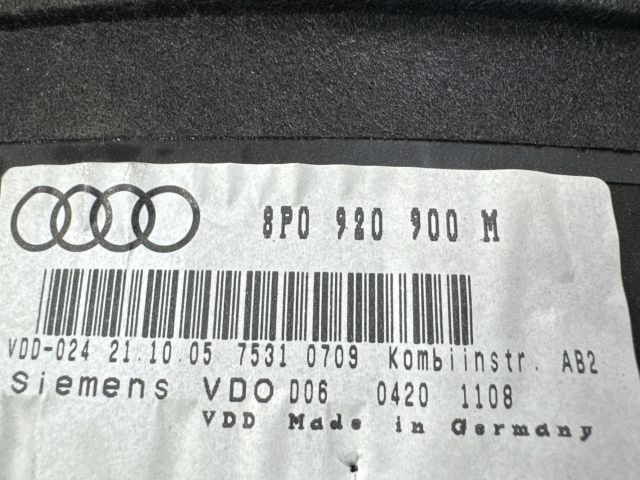 8P0 920 900 M
VDD-024 21.10.05 7531 0709 Kombiinstr. AB2
Siemens VDO 006 0420 1108
VDD Made in Germany